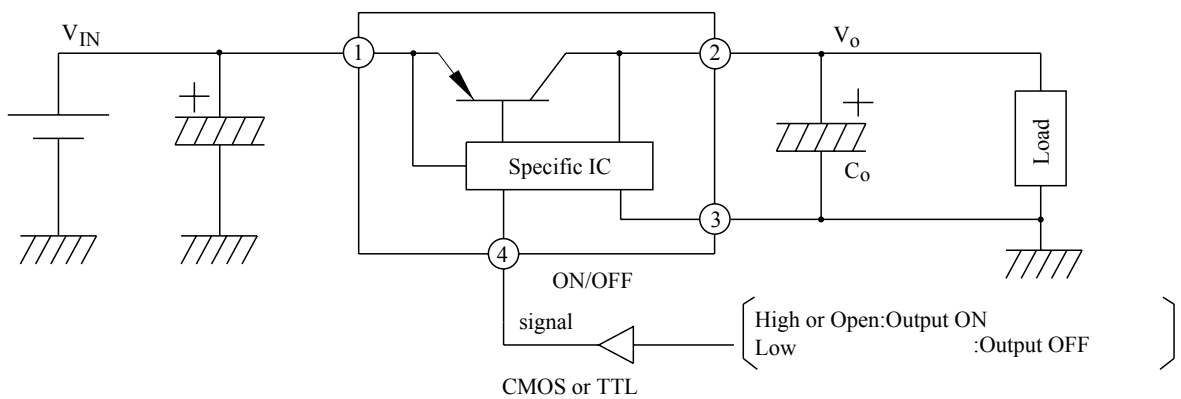 V_IN
1
2
V_o
+
+
Specific IC
C_o
Load
3
4
ON/OFF
signal
High or Open:Output ON
Low :Output OFF
CMOS or TTL